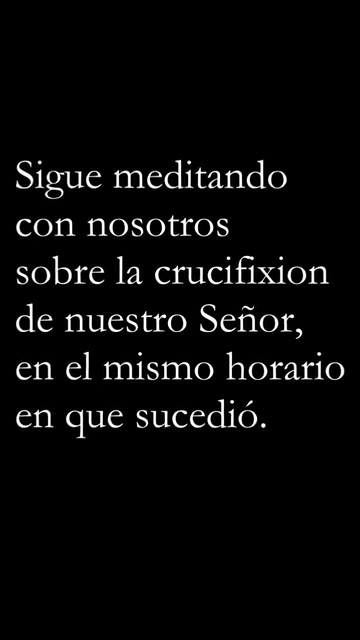 Sigue meditando
con nosotros
sobre la crucifixion
de nuestro Señor,
en el mismo horario
en que sucedió.